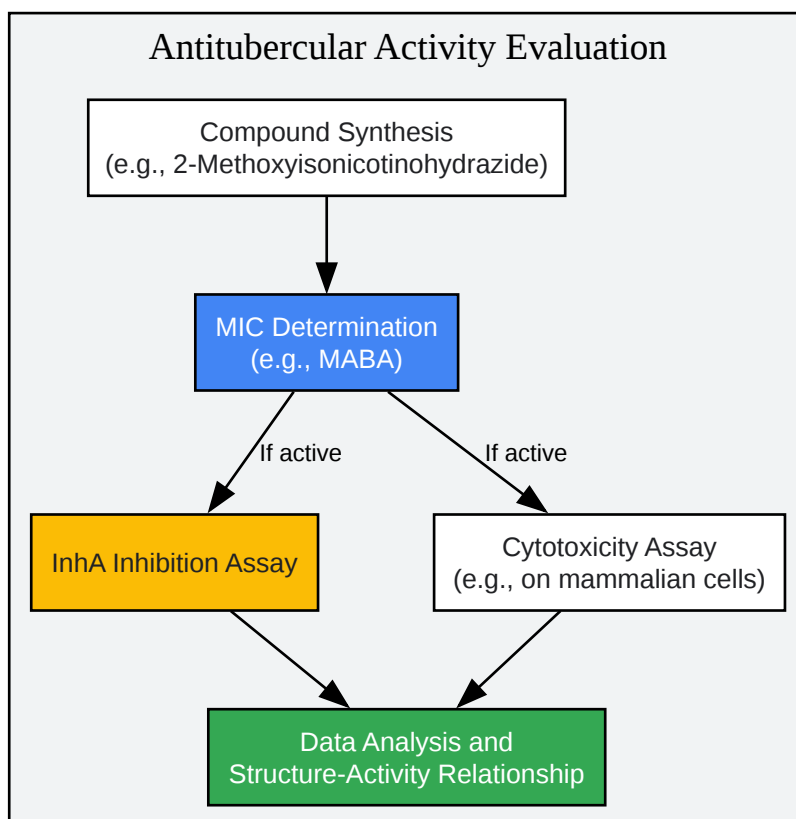 Antitubercular Activity Evaluation
Compound Synthesis
(e.g., 2-Methoxyisonicotinohydrazide)
MIC Determination
(e.g., MABA)
If active
If active
InhA Inhibition Assay
Cytotoxicity Assay
(e.g., on mammalian cells)
Data Analysis and
Structure-Activity Relationship